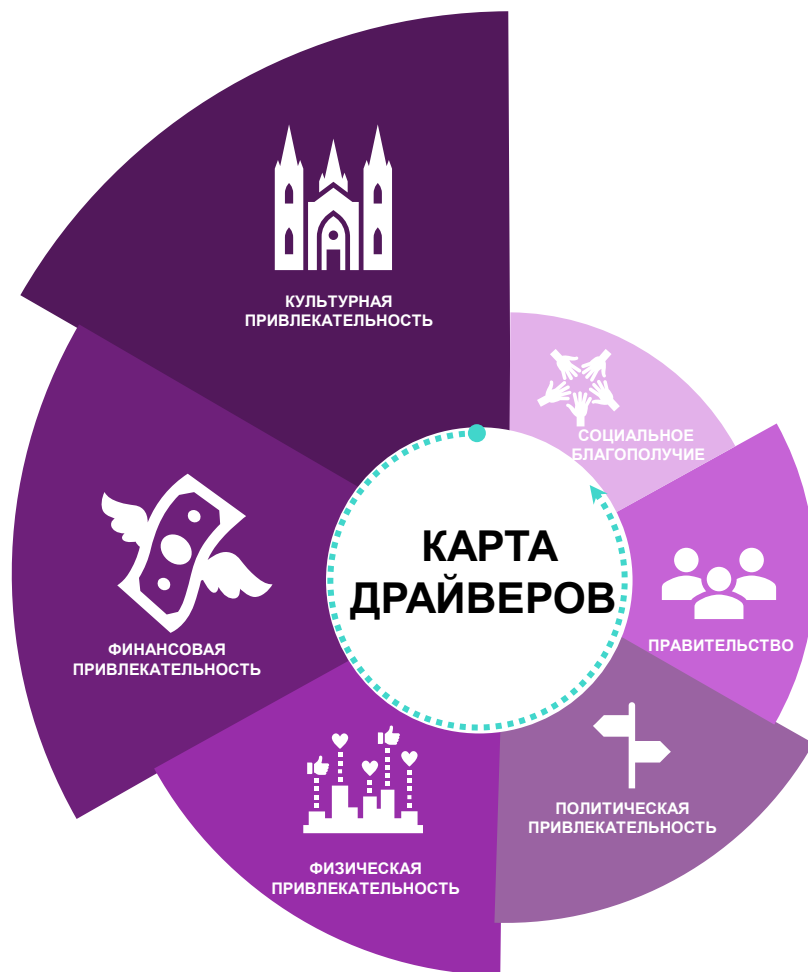 КУЛЬТУРНАЯ
ПРИВЛЕКАТЕЛЬНОСТЬ
СОЦИАЛЬНОЕ
БЛАГОПОЛУЧИЕ
КАРТА
ДРАЙВЕРОВ
ПРАВИТЕЛЬСТВО
ФИНАНСОВАЯ
ПРИВЛЕКАТЕЛЬНОСТЬ
ПОЛИТИЧЕСКАЯ
ПРИВЛЕКАТЕЛЬНОСТЬ
ФИЗИЧЕСКАЯ
ПРИВЛЕКАТЕЛЬНОСТЬ